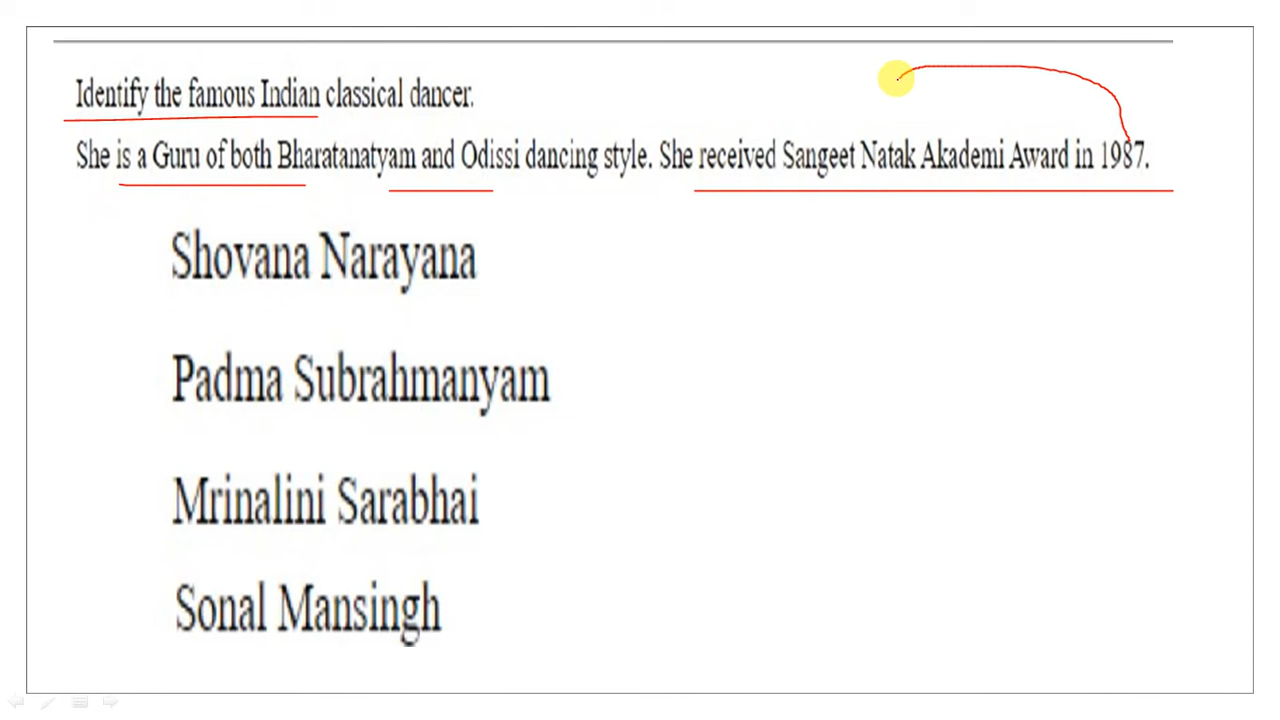 Identify the famous Indian classical dancer.
She is a Guru of both Bharatanatyam and Odissi dancing style. She received Sangeet Natak Akademi Award in 1987.
Shovana Narayana
Padma Subrahmanyam
Mrinalini Sarabhai
Sonal Mansingh